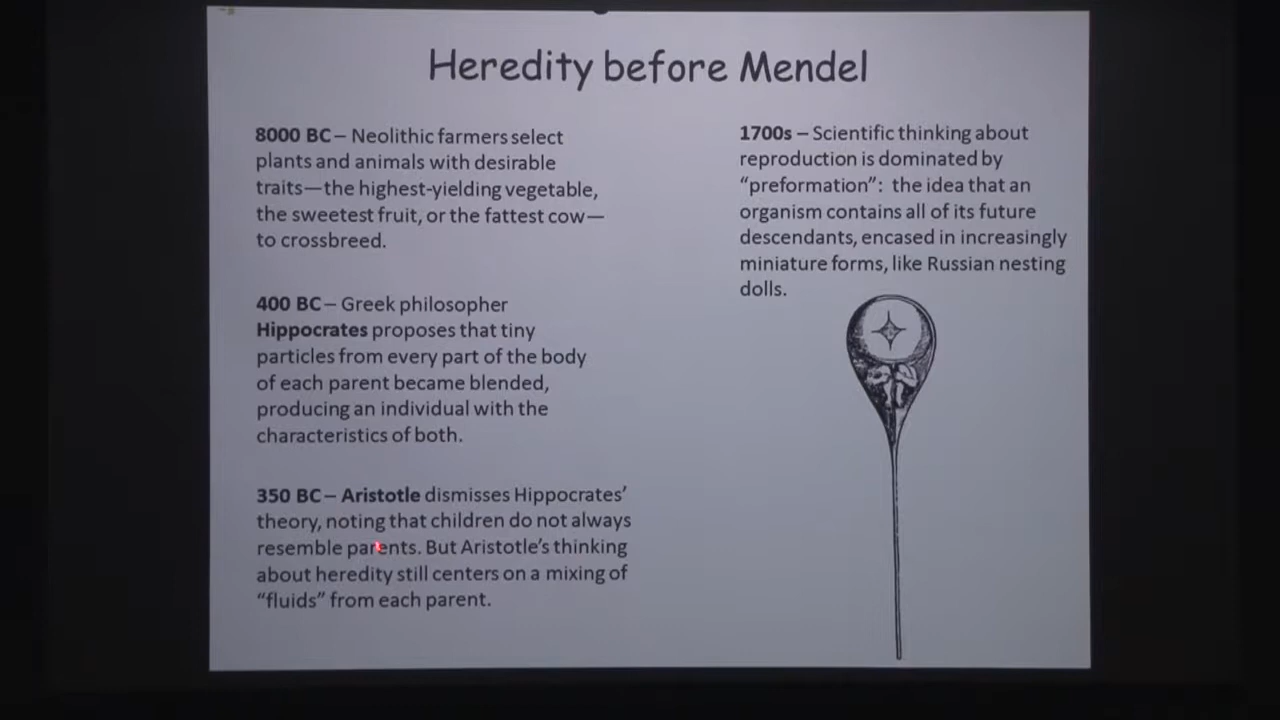 Heredity before Mendel
8000 BC – Neolithic farmers select
plants and animals with desirable
traits—the highest-yielding vegetable,
the sweetest fruit, or the fattest cow—
to crossbreed.
400 BC – Greek philosopher
Hippocrates proposes that tiny
particles from every part of the body
of each parent became blended,
producing an individual with the
characteristics of both.
350 BC – Aristotle dismisses Hippocrates’
theory, noting that children do not always
resemble parents. But Aristotle’s thinking
about heredity still centers on a mixing of
“fluids” from each parent.
1700s – Scientific thinking about
reproduction is dominated by
“preformation”: the idea that an
organism contains all of its future
descendants, encased in increasingly
miniature forms, like Russian nesting
dolls.